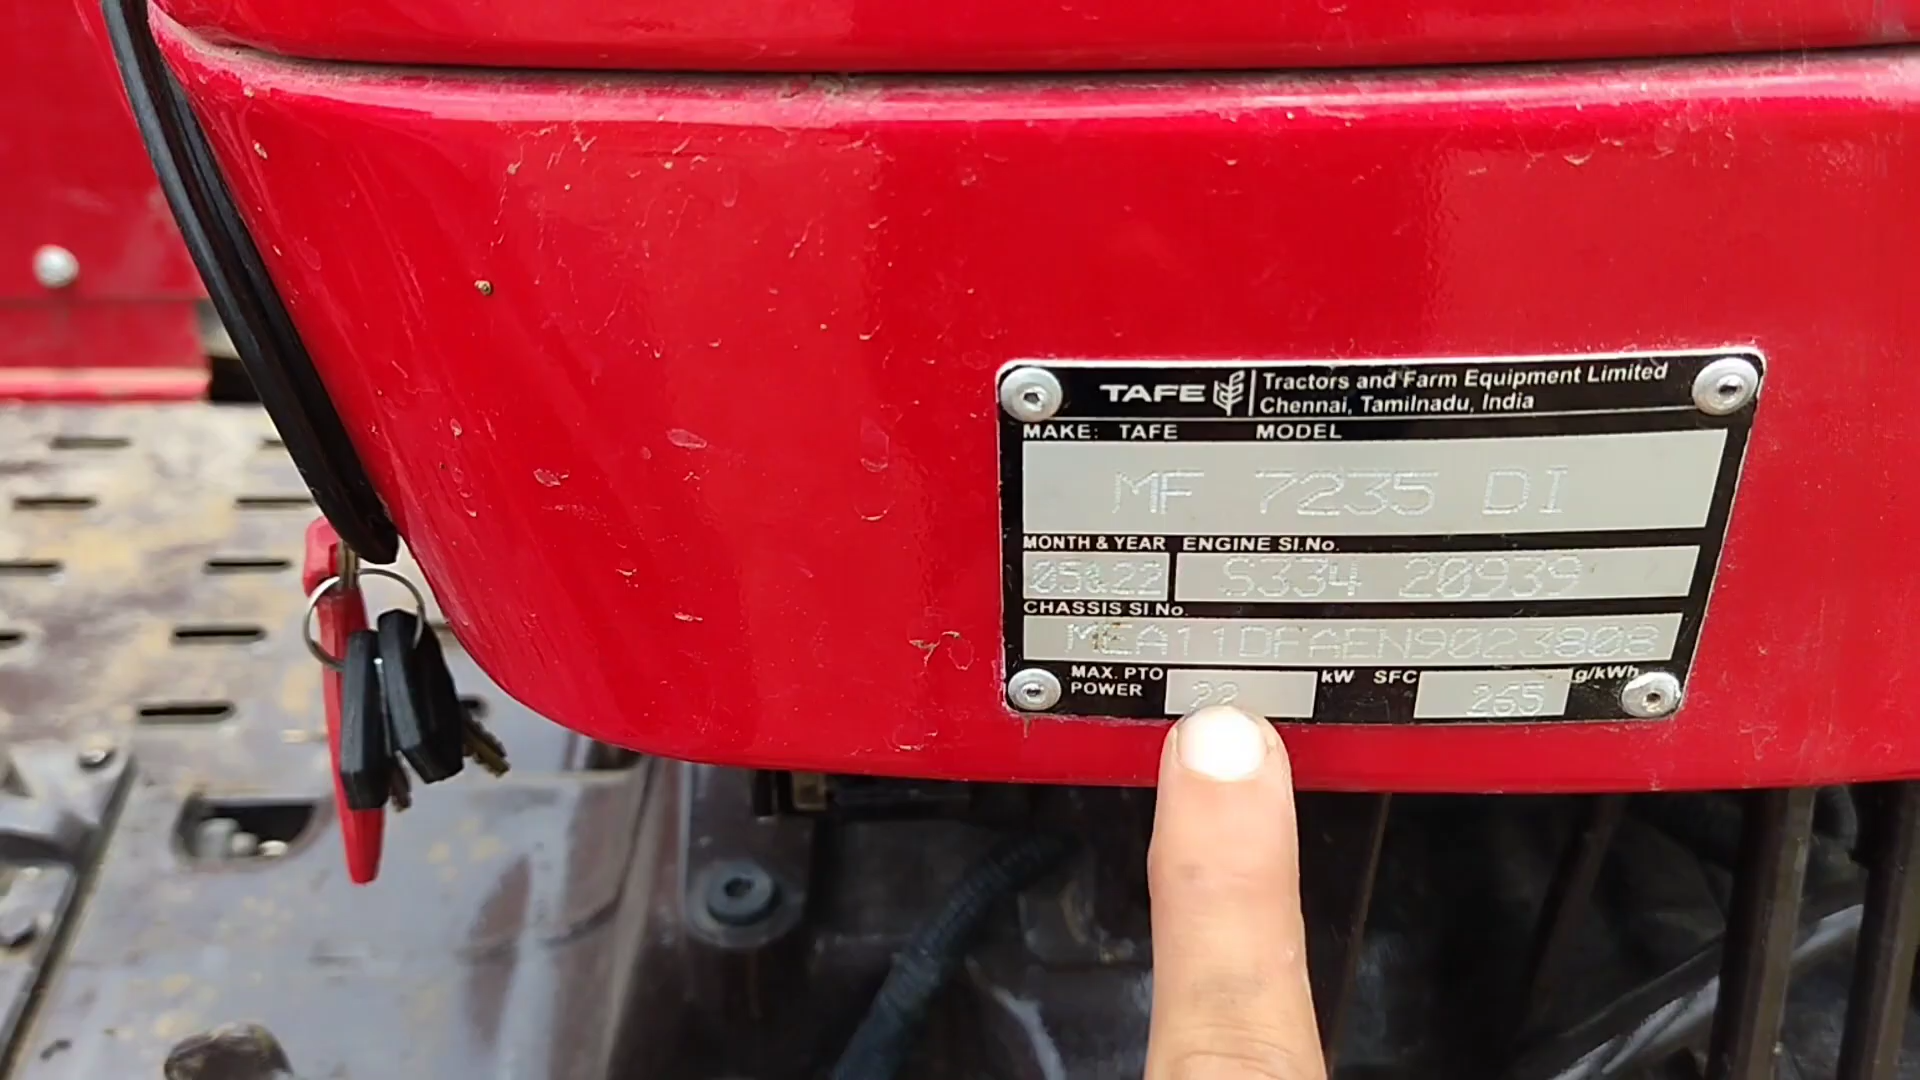 TAFE Tractors and Farm Equipment Limited
Chennai, Tamilnadu, India
MAKE: TAFE MODEL
MF 7235 DI
MONTH & YEAR ENGINE Sl.No.
05&22 S334 20939
CHASSIS Sl.No.
MEA11DFAEN9023808
MAX. PTO POWER 22 kW SFC 265 g/kWh